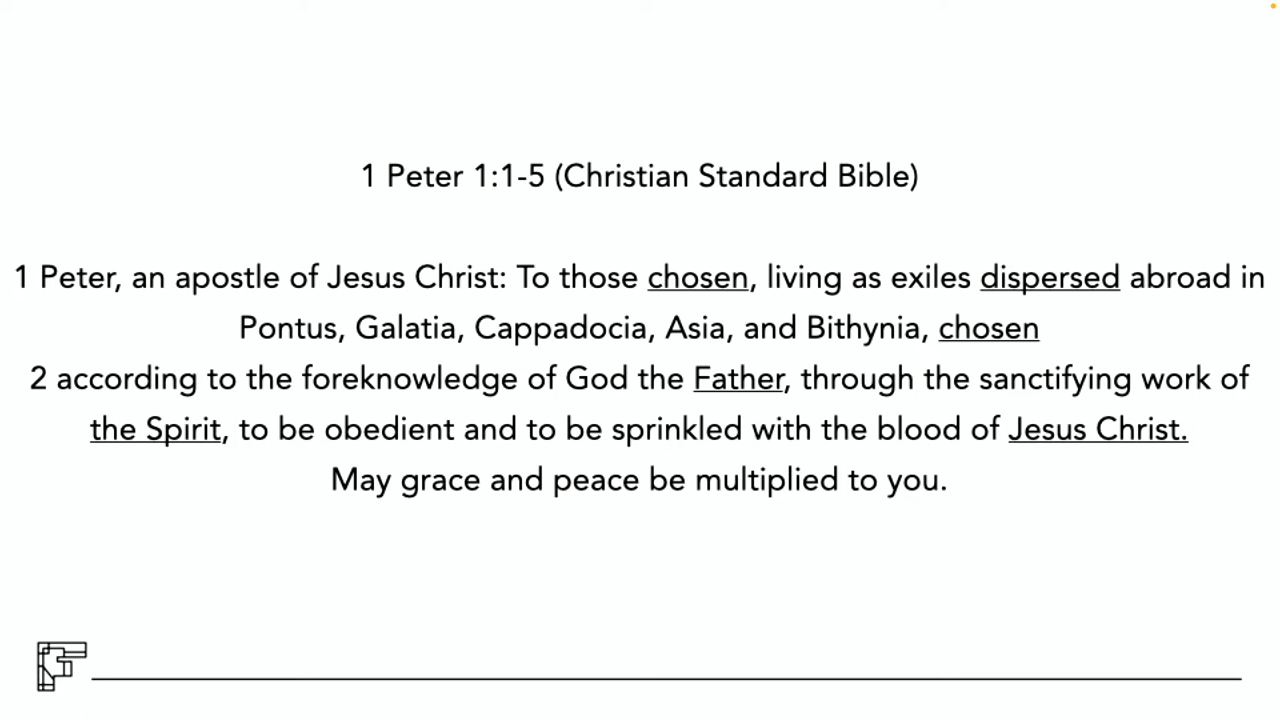 1 Peter 1:1-5 (Christian Standard Bible)
1 Peter, an apostle of Jesus Christ: To those chosen, living as exiles dispersed abroad in
Pontus, Galatia, Cappadocia, Asia, and Bithynia, chosen
2 according to the foreknowledge of God the Father, through the sanctifying work of
the Spirit, to be obedient and to be sprinkled with the blood of Jesus Christ.
May grace and peace be multiplied to you.